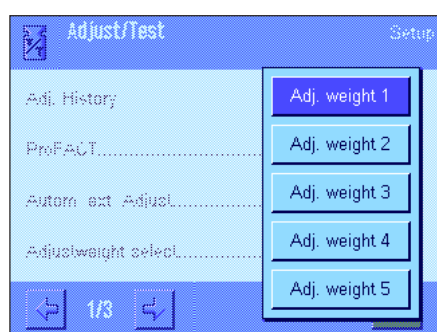 Adjust/Test
Setup
Adj. History
ProFACT
Autom. ext. Adjust.
Adjustweight select.
Adj. weight 1
Adj. weight 2
Adj. weight 3
Adj. weight 4
Adj. weight 5
1/3